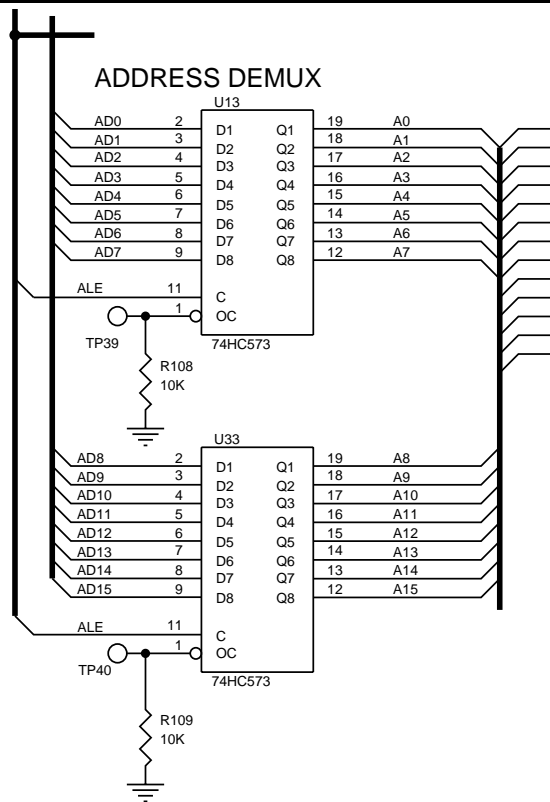 ADDRESS DEMUX
U13
AD0 2 D1 Q1 19 A0
AD1 3 D2 Q2 18 A1
AD2 4 D3 Q3 17 A2
AD3 5 D4 Q4 16 A3
AD4 6 D5 Q5 15 A4
AD5 7 D6 Q6 14 A5
AD6 8 D7 Q7 13 A6
AD7 9 D8 Q8 12 A7
ALE 11 C
1 OC
TP39
74HC573
R108
10K
U33
AD8 2 D1 Q1 19 A8
AD9 3 D2 Q2 18 A9
AD10 4 D3 Q3 17 A10
AD11 5 D4 Q4 16 A11
AD12 6 D5 Q5 15 A12
AD13 7 D6 Q6 14 A13
AD14 8 D7 Q7 13 A14
AD15 9 D8 Q8 12 A15
ALE 11 C
1 OC
TP40
74HC573
R109
10K